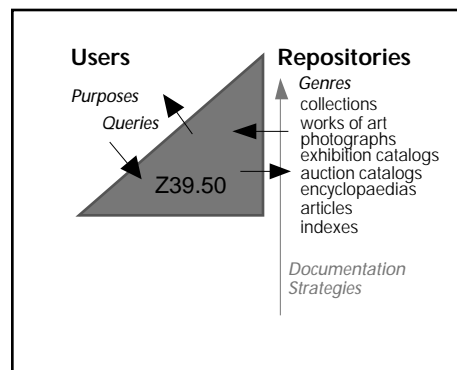 Users
Repositories
Purposes
Queries
Z39.50
Genres
collections
works of art
photographs
exhibition catalogs
auction catalogs
encyclopaedias
articles
indexes
Documentation
Strategies